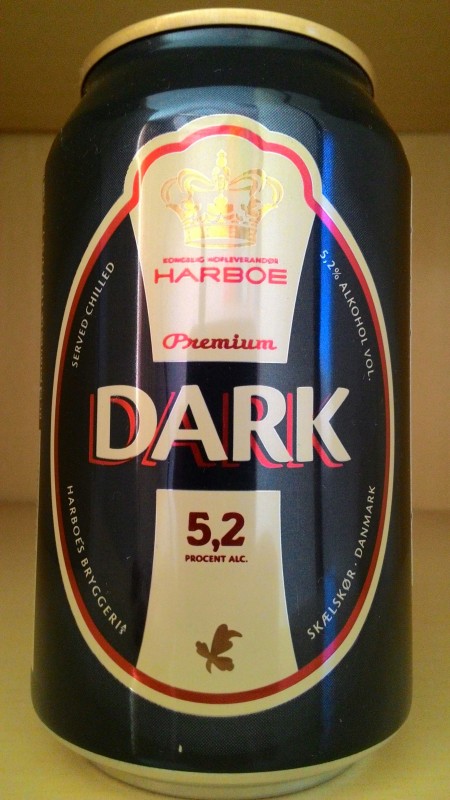 KONGELIG HOFLEVERANDØR
HARBOE
Premium
SERVED CHILLED
5,2% ALKOHOL VOL.
DARK
5,2
PROCENT ALC.
HARBOES BRYGGERI A/S
SKÆLSKØR · DANMARK